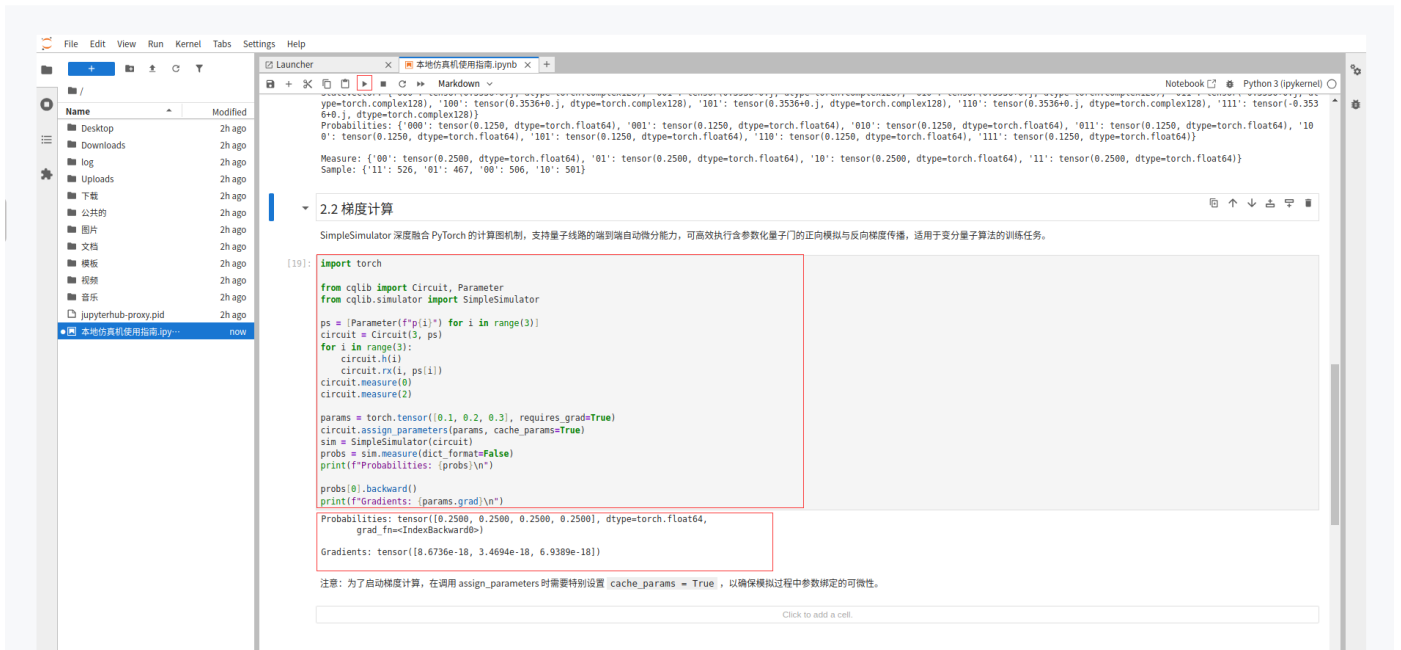 File Edit View Run Kernel Tabs Settings Help
+
Launcher × 本地仿真机使用指南.ipynb × +
Markdown
Notebook Python 3 (ipykernel)
/
Name Modified
Desktop 2h ago
Downloads 2h ago
log 2h ago
Uploads 2h ago
下载 2h ago
公共的 2h ago
图片 2h ago
文档 2h ago
模板 2h ago
视频 2h ago
音乐 2h ago
jupyterhub-proxy.pid 2h ago
本地仿真机使用指南.ipy··· now
ype=torch.complex128), '100': tensor(0.3536+0.j, dtype=torch.complex128), '101': tensor(0.3536+0.j, dtype=torch.complex128), '110': tensor(0.3536+0.j, dtype=torch.complex128), '111': tensor(-0.353
6+0.j, dtype=torch.complex128)}
Probabilities: {'000': tensor(0.1250, dtype=torch.float64), '001': tensor(0.1250, dtype=torch.float64), '010': tensor(0.1250, dtype=torch.float64), '011': tensor(0.1250, dtype=torch.float64), '10
0': tensor(0.1250, dtype=torch.float64), '101': tensor(0.1250, dtype=torch.float64), '110': tensor(0.1250, dtype=torch.float64), '111': tensor(0.1250, dtype=torch.float64)}
Measure: {'00': tensor(0.2500, dtype=torch.float64), '01': tensor(0.2500, dtype=torch.float64), '10': tensor(0.2500, dtype=torch.float64), '11': tensor(0.2500, dtype=torch.float64)}
Sample: {'11': 526, '01': 467, '00': 506, '10': 501}
2.2 梯度计算
SimpleSimulator 深度融合 PyTorch 的计算图机制，支持量子线路的端到端自动微分能力，可高效执行含参数化量子门的正向模拟与反向梯度传播，适用于变分量子算法的训练任务。
[19]: import torch
from cqlib import Circuit, Parameter
from cqlib.simulator import SimpleSimulator
ps = [Parameter(f"p{i}") for i in range(3)]
circuit = Circuit(3, ps)
for i in range(3):
circuit.h(i)
circuit.rx(i, ps[i])
circuit.measure(0)
circuit.measure(2)
params = torch.tensor([0.1, 0.2, 0.3], requires_grad=True)
circuit.assign_parameters(params, cache_params=True)
sim = SimpleSimulator(circuit)
probs = sim.measure(dict_format=False)
print(f"Probabilities: {probs}\n")
probs[0].backward()
print(f"Gradients: {params.grad}\n")
Probabilities: tensor([0.2500, 0.2500, 0.2500, 0.2500], dtype=torch.float64,
grad_fn=<IndexBackward0>)
Gradients: tensor([8.6736e-18, 3.4694e-18, 6.9389e-18])
注意：为了启动梯度计算，在调用 assign_parameters 时需要特别设置 cache_params = True ，以确保模拟过程中参数绑定的可微性。
Click to add a cell.